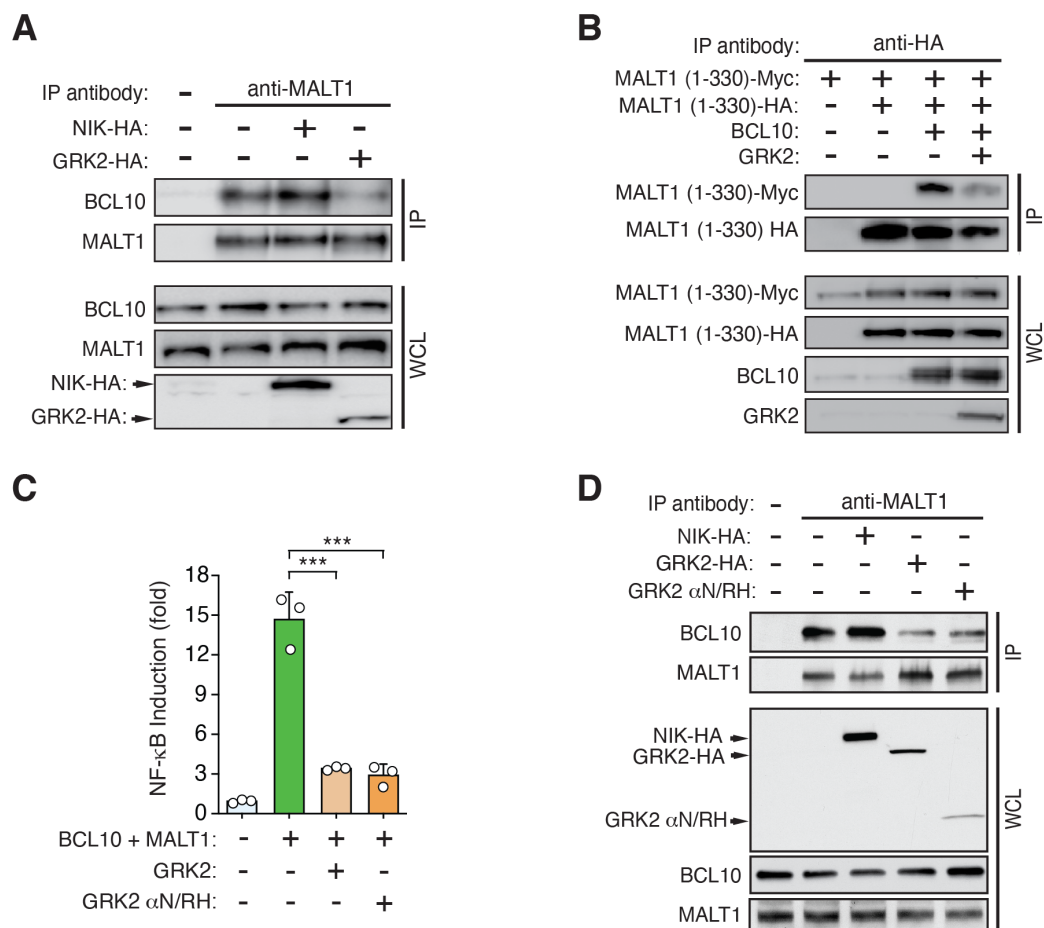 A
IP antibody: - anti-MALT1
NIK-HA: - - + -
GRK2-HA: - - - +
BCL10
MALT1
IP
BCL10
MALT1
NIK-HA:
GRK2-HA:
WCL
B
IP antibody: anti-HA
MALT1 (1-330)-Myc: + + + +
MALT1 (1-330)-HA: - + + +
BCL10: - - + +
GRK2: - - - +
MALT1 (1-330)-Myc
MALT1 (1-330) HA
IP
MALT1 (1-330)-Myc
MALT1 (1-330)-HA
BCL10
GRK2
WCL
C
NF-κB Induction (fold)
18
15
12
9
6
3
0
***
***
BCL10 + MALT1: - + + +
GRK2: - - + -
GRK2 αN/RH: - - - +
D
IP antibody: - anti-MALT1
NIK-HA: - - + - -
GRK2-HA: - - - + -
GRK2 αN/RH: - - - - +
BCL10
MALT1
IP
NIK-HA
GRK2-HA
GRK2 αN/RH
BCL10
MALT1
WCL